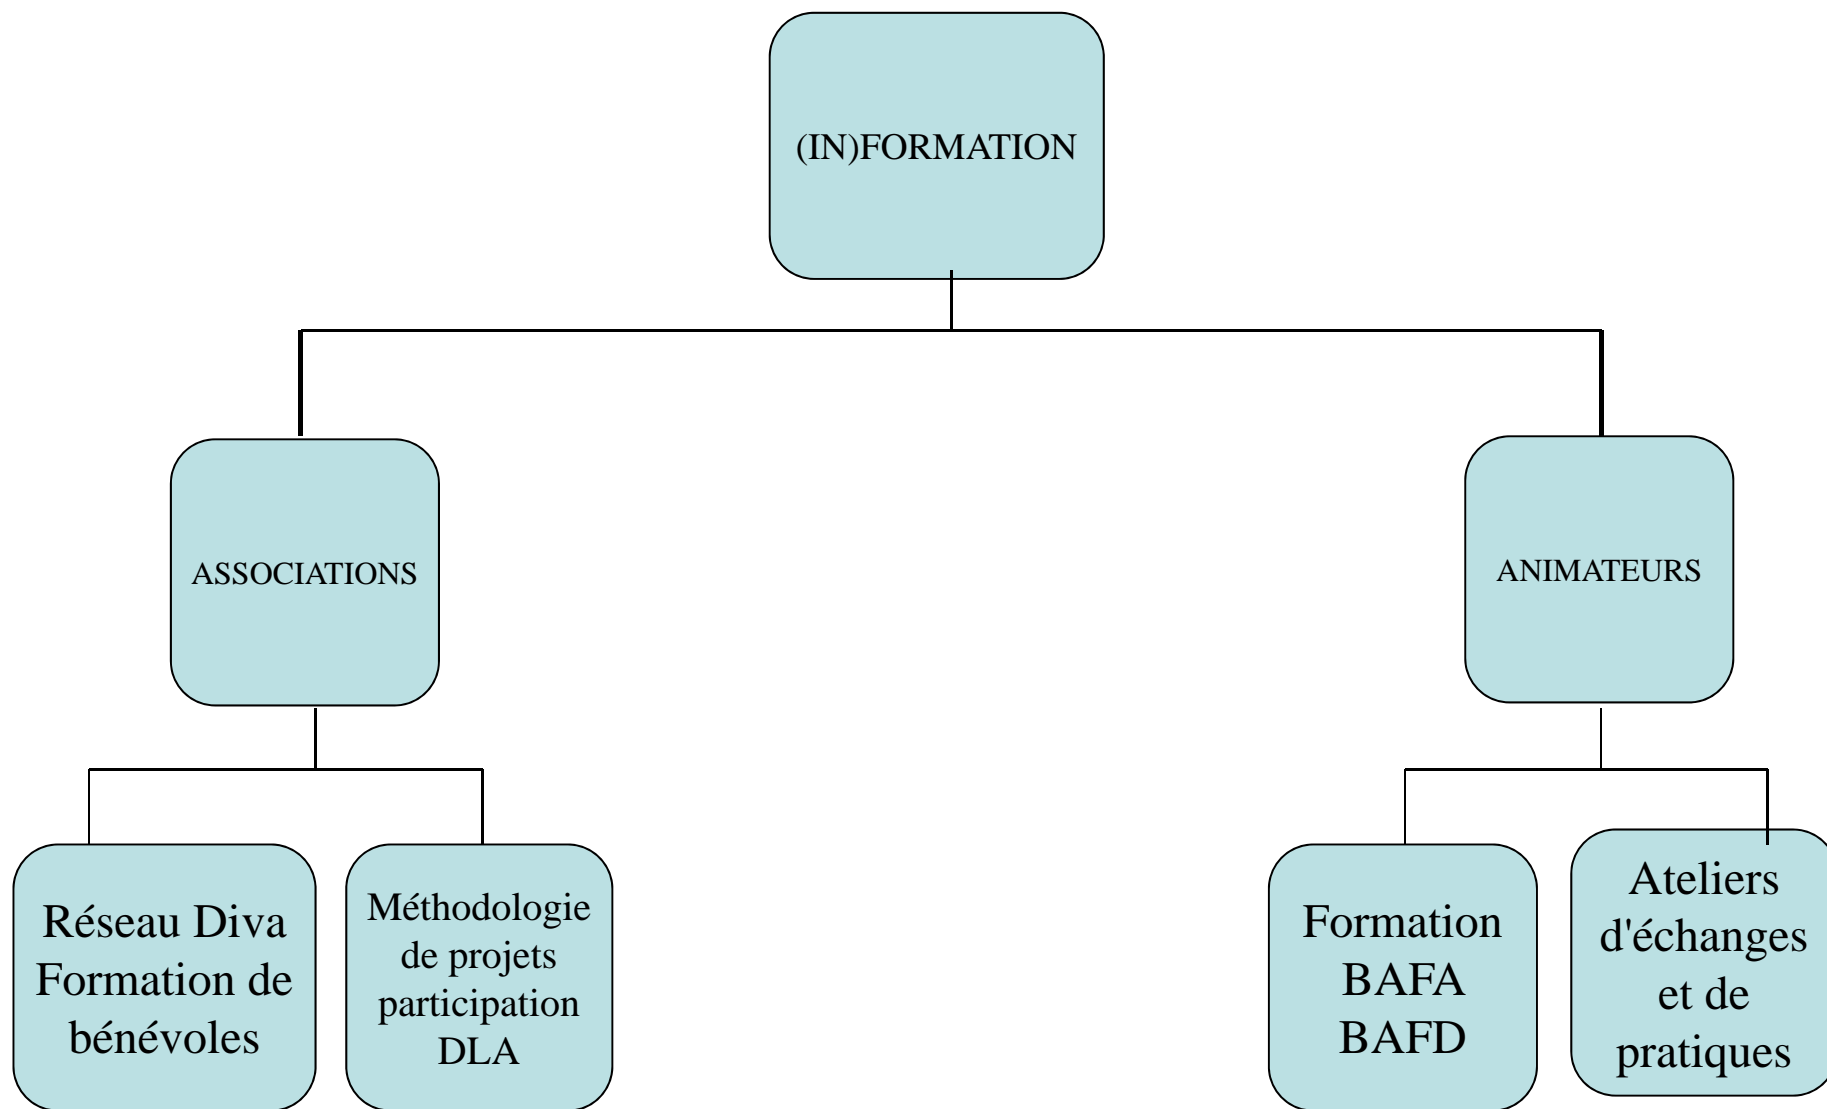 (IN)FORMATION
ASSOCIATIONS
ANIMATEURS
Réseau Diva
Formation de
bénévoles
Méthodologie
de projets
participation
DLA
Formation
BAFA
BAFD
Ateliers
d'échanges
et de
pratiques